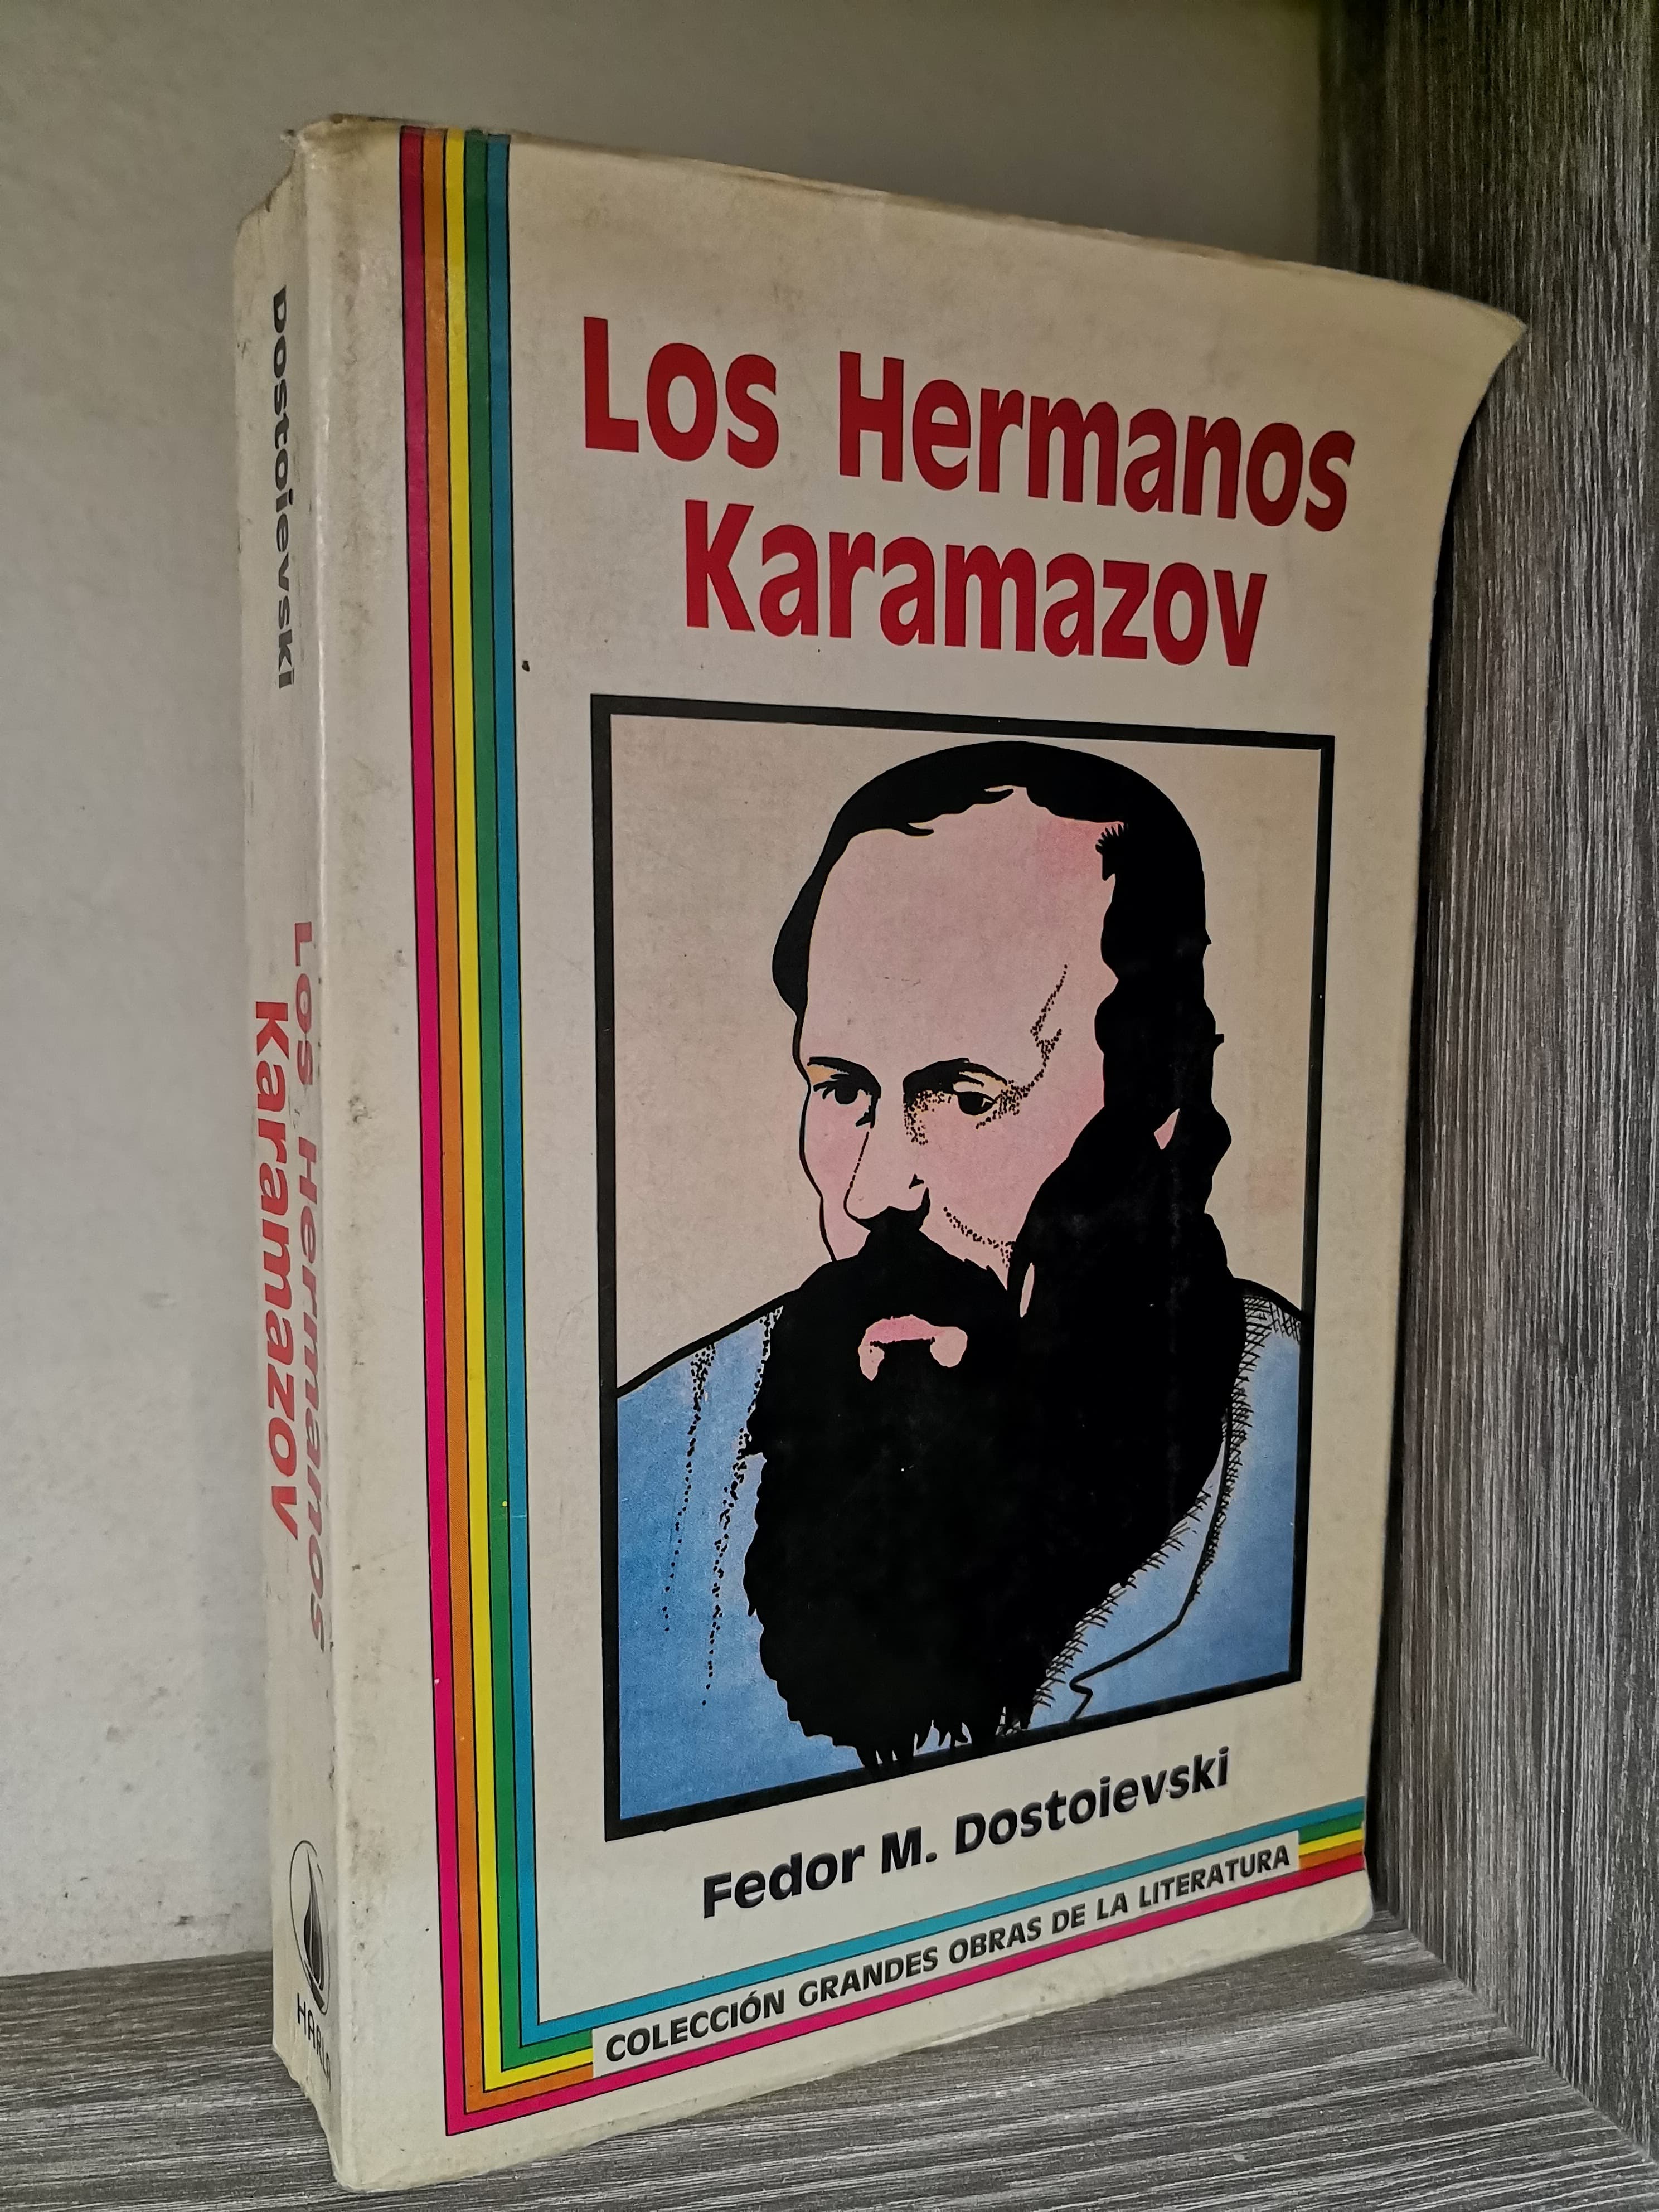 Dostoievski
Los Hermanos
Karamazov
Los Hermanos
Karamazov
Fedor M. Dostoievski
COLECCIÓN GRANDES OBRAS DE LA LITERATURA